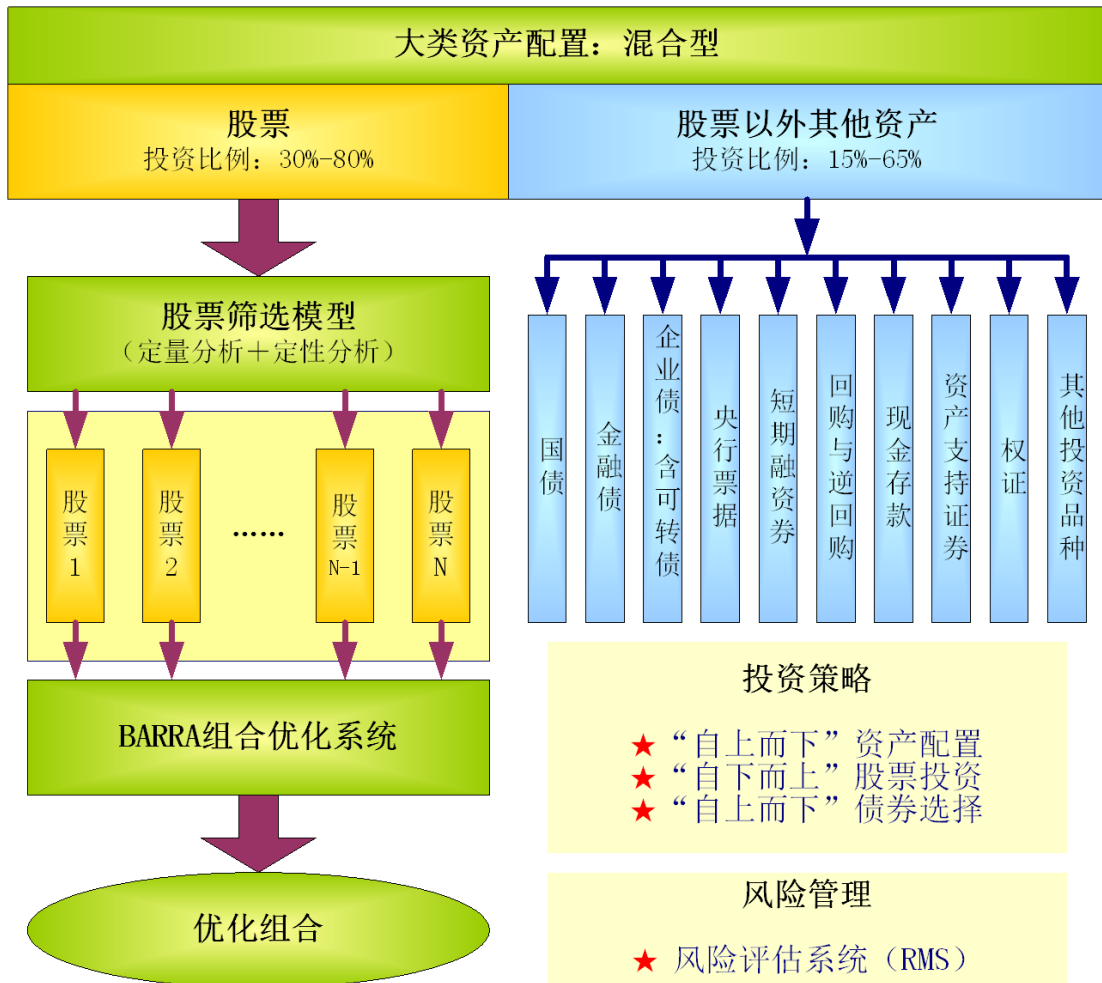 大类资产配置：混合型
股票
投资比例：30%-80%
股票以外其他资产
投资比例：15%-65%
股票筛选模型
（定量分析＋定性分析）
股票1
股票2
……
股票N-1
股票N
BARRA组合优化系统
优化组合
国债
金融债
企业债：含可转债
央行票据
短期融资券
回购与逆回购
现金存款
资产支持证券
权证
其他投资品种
投资策略
★“自上而下”资产配置
★“自下而上”股票投资
★“自上而下”债券选择
风险管理
★ 风险评估系统（RMS）